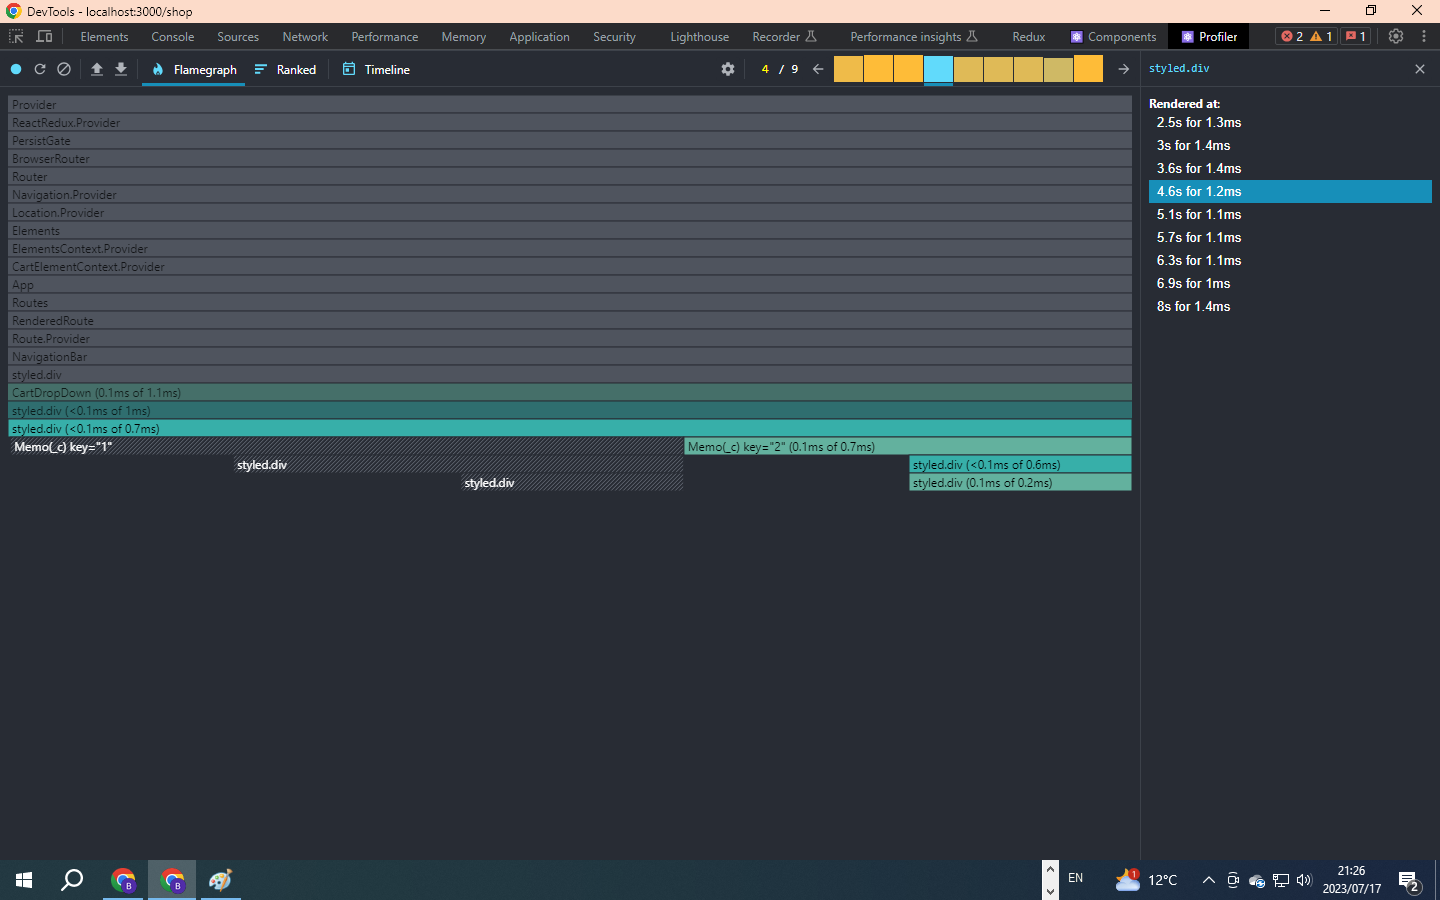 DevTools - localhost:3000/shop
Elements Console Sources Network Performance Memory Application Security Lighthouse Recorder Performance insights Redux Components Profiler 2 1 1
Flamegraph Ranked Timeline 4 / 9 styled.div
Rendered at:
2.5s for 1.3ms
3s for 1.4ms
3.6s for 1.4ms
4.6s for 1.2ms
5.1s for 1.1ms
5.7s for 1.1ms
6.3s for 1.1ms
6.9s for 1ms
8s for 1.4ms
Provider
ReactRedux.Provider
PersistGate
BrowserRouter
Router
Navigation.Provider
Location.Provider
Elements
ElementsContext.Provider
CartElementContext.Provider
App
Routes
RenderedRoute
Route.Provider
NavigationBar
styled.div
CartDropDown (0.1ms of 1.1ms)
styled.div (<0.1ms of 1ms)
styled.div (<0.1ms of 0.7ms)
Memo(_c) key="1" Memo(_c) key="2" (0.1ms of 0.7ms)
styled.div styled.div (<0.1ms of 0.6ms)
styled.div styled.div (0.1ms of 0.2ms)
B B EN 1 12°C 21:26
2023/07/17 2